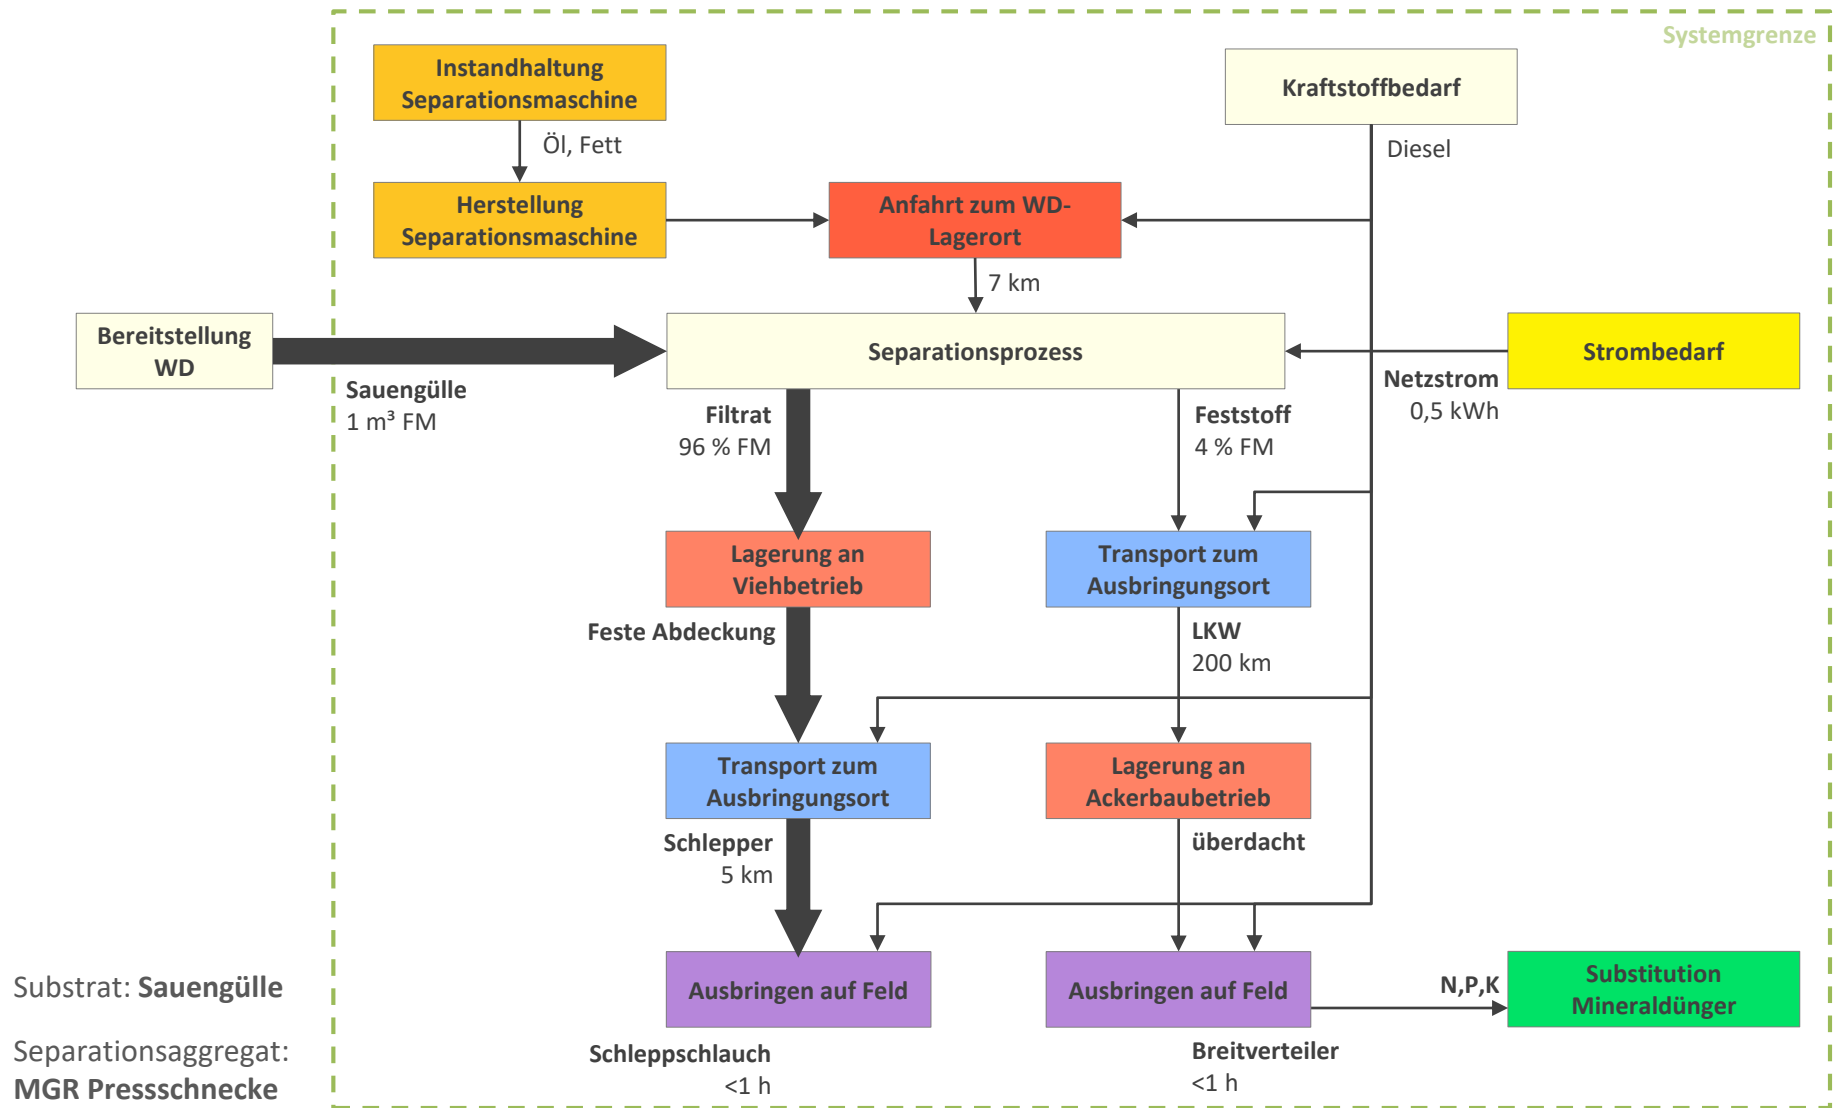 Systemgrenze
Instandhaltung
Separationsmaschine
Kraftstoffbedarf
Öl, Fett
Diesel
Herstellung
Separationsmaschine
Anfahrt zum WD-
Lagerort
7 km
Bereitstellung
WD
Separationsprozess
Strombedarf
Sauengülle
1 m³ FM
Filtrat
96 % FM
Feststoff
4 % FM
Netzstrom
0,5 kWh
Lagerung an
Viehbetrieb
Transport zum
Ausbringungsort
Feste Abdeckung
LKW
200 km
Transport zum
Ausbringungsort
Lagerung an
Ackerbaubetrieb
Schlepper
5 km
überdacht
Ausbringen auf Feld
Ausbringen auf Feld
N,P,K
Substitution
Mineraldünger
Schleppschlauch
<1 h
Breitverteiler
<1 h
Substrat: Sauengülle
Separationsaggregat:
MGR Pressschnecke